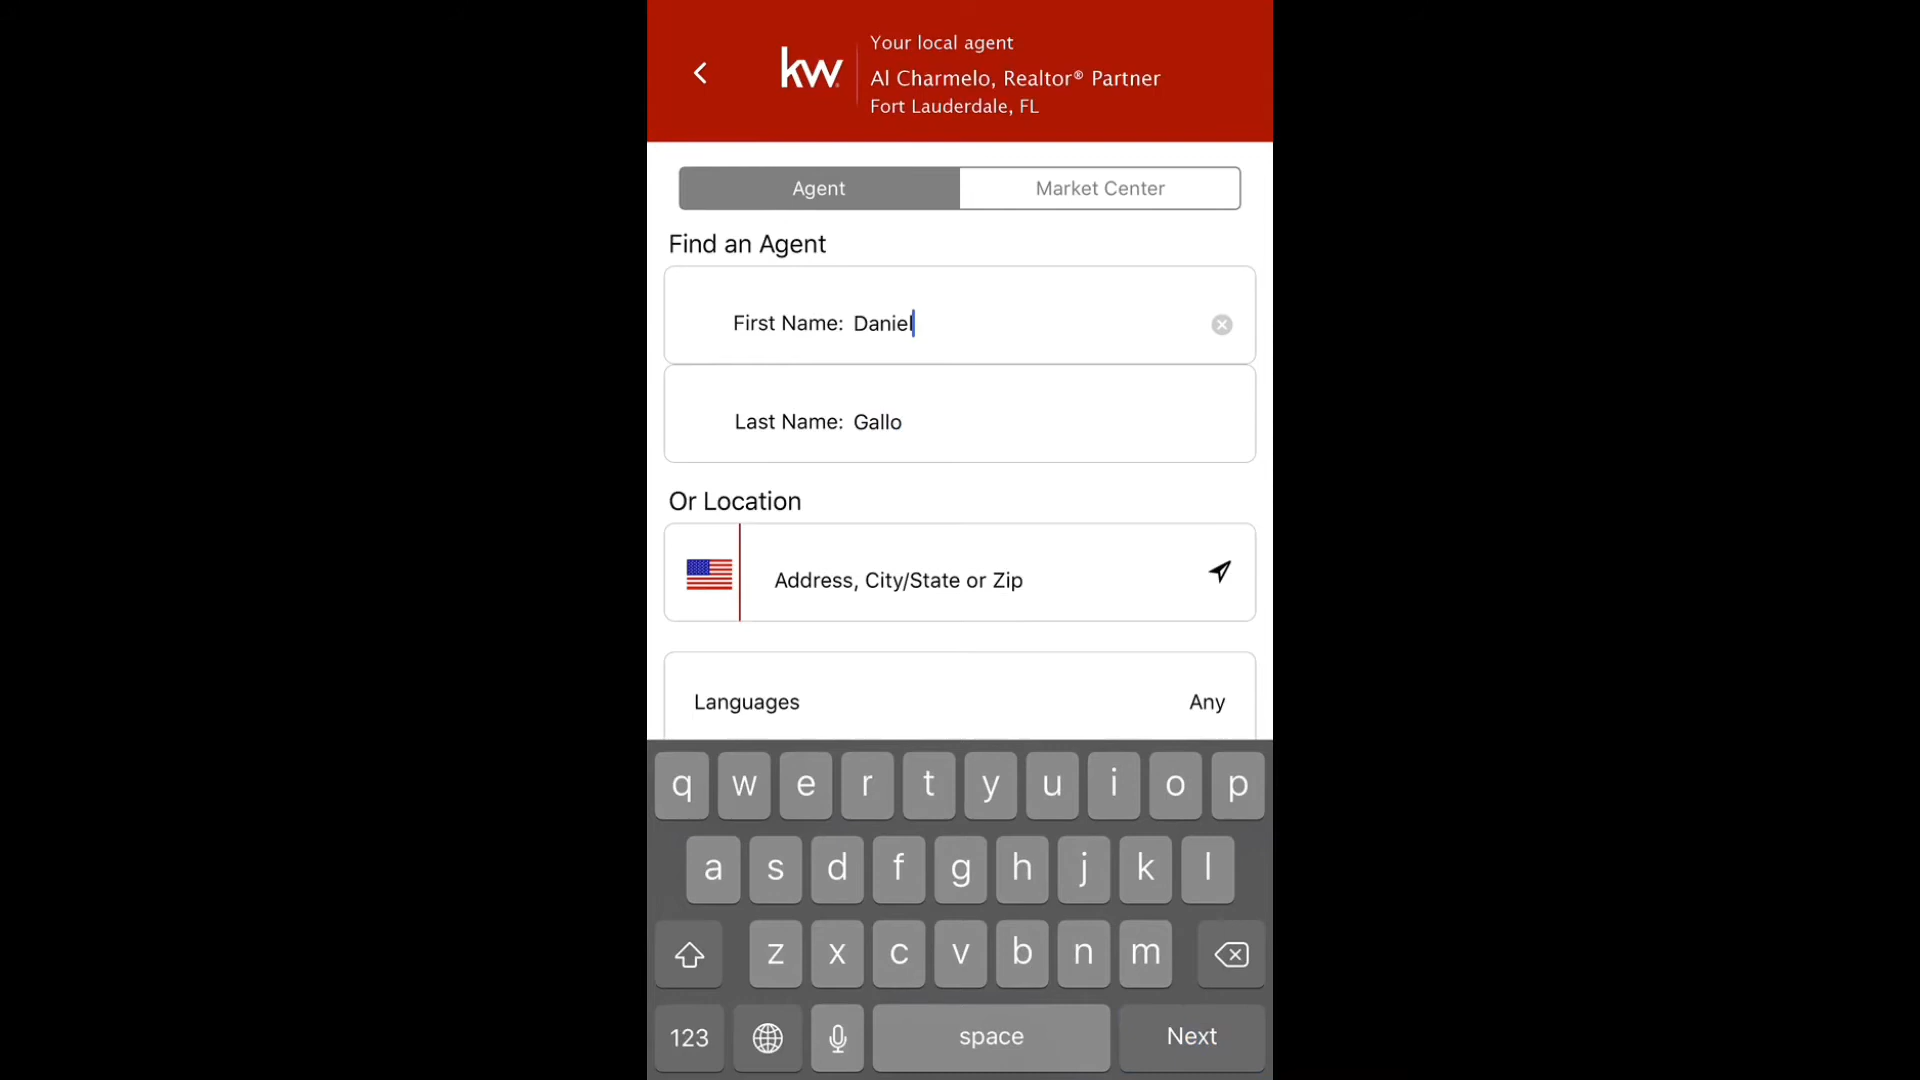 Your local agent
kw
Al Charmelo, Realtor® Partner
Fort Lauderdale, FL
Agent
Market Center
Find an Agent
First Name: Daniel
Last Name: Gallo
Or Location
Address, City/State or Zip
Languages Any
q w e r t y u i o p
a s d f g h j k l
z x c v b n m
123 space Next